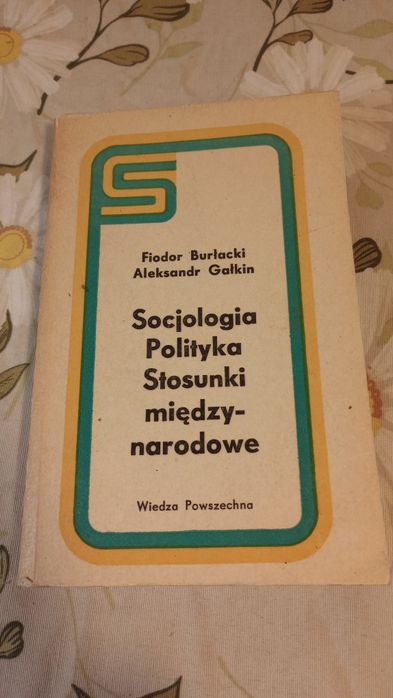 S
Fiodor Burłacki
Aleksandr Gałkin
Socjologia
Polityka
Stosunki
między-
narodowe
Wiedza Powszechna